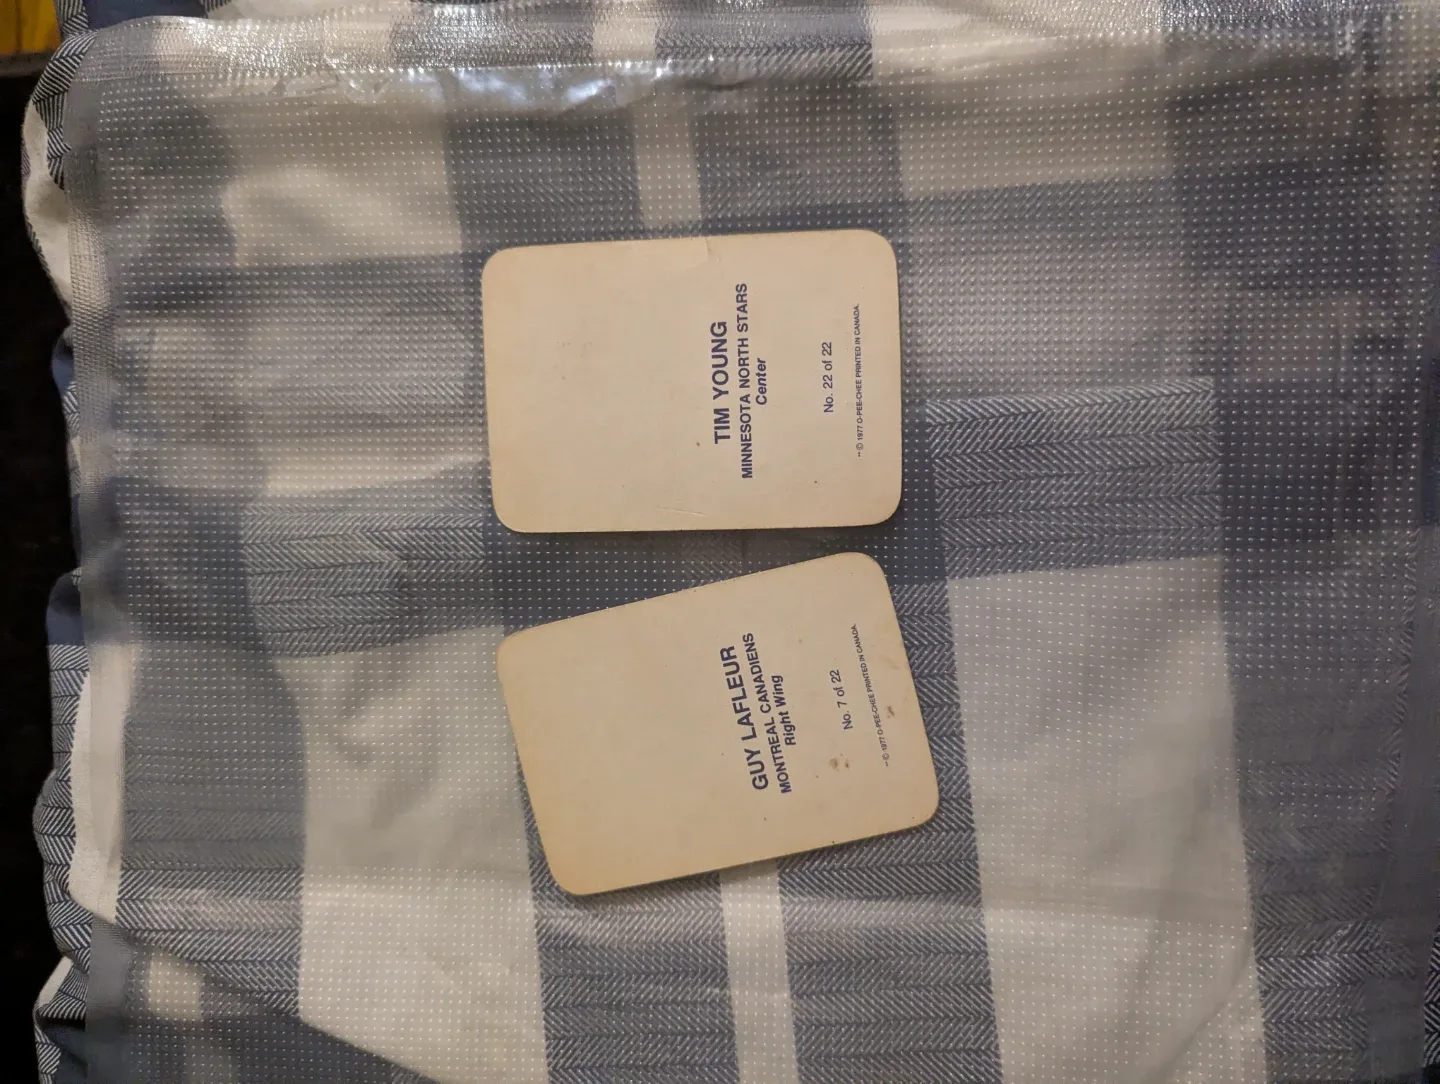 TIM YOUNG
MINNESOTA NORTH STARS
Center
No. 22 of 22
** © 1977 O-PEE-CHEE PRINTED IN CANADA.
GUY LAFLEUR
MONTREAL CANADIENS
Right Wing
No. 7 of 22
** © 1977 O-PEE-CHEE PRINTED IN CANADA.